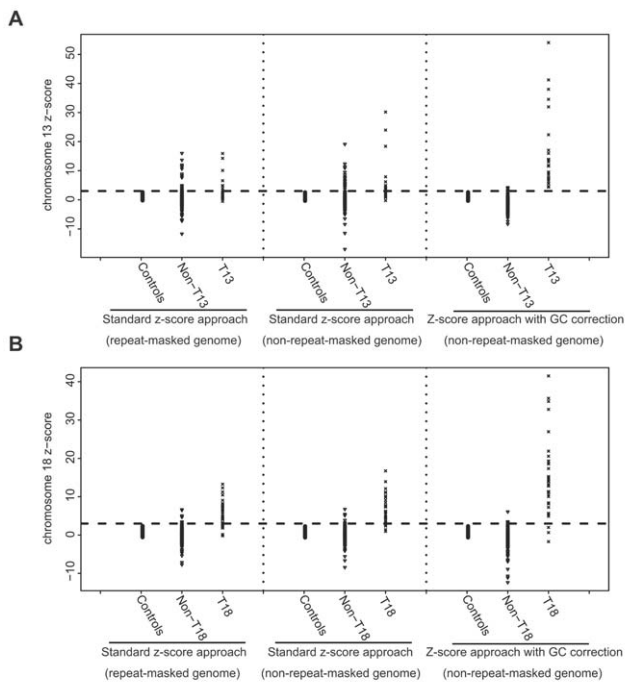 A
chromosome 13 z-score
50
40
30
20
10
0
−10
Controls
Non−T13
T13
Controls
Non−T13
T13
Controls
Non−T13
T13
Standard z-score approach
(repeat-masked genome)
Standard z-score approach
(non-repeat-masked genome)
Z-score approach with GC correction
(non-repeat-masked genome)
B
chromosome 18 z-score
40
30
20
10
0
−10
Controls
Non−T18
T18
Controls
Non−T18
T18
Controls
Non−T18
T18
Standard z-score approach
(repeat-masked genome)
Standard z-score approach
(non-repeat-masked genome)
Z-score approach with GC correction
(non-repeat-masked genome)